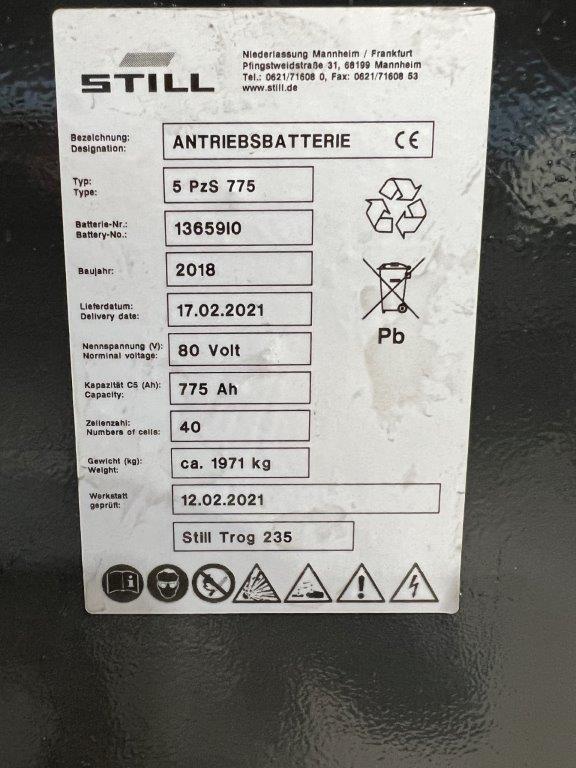 STILL
Niederlassung Mannheim / Frankfurt
Pfingstweidstraße 31, 68199 Mannheim
Tel.: 0621/71608 0, Fax: 0621/71608 53
www.still.de
Bezeichnung:
Designation:
ANTRIEBSBATTERIE CE
Typ:
Type:
5 PzS 775
Batterie-Nr.:
Battery-No.:
13659I0
Baujahr:
2018
Lieferdatum:
Delivery date:
17.02.2021
Nennspannung (V):
Norminal voltage:
80 Volt
Kapazität C5 (Ah):
Capacity:
775 Ah
Zellenzahl:
Numbers of cells:
40
Gewicht (kg):
Weight:
ca. 1971 kg
Werkstatt
geprüft:
12.02.2021
Still Trog 235
Pb